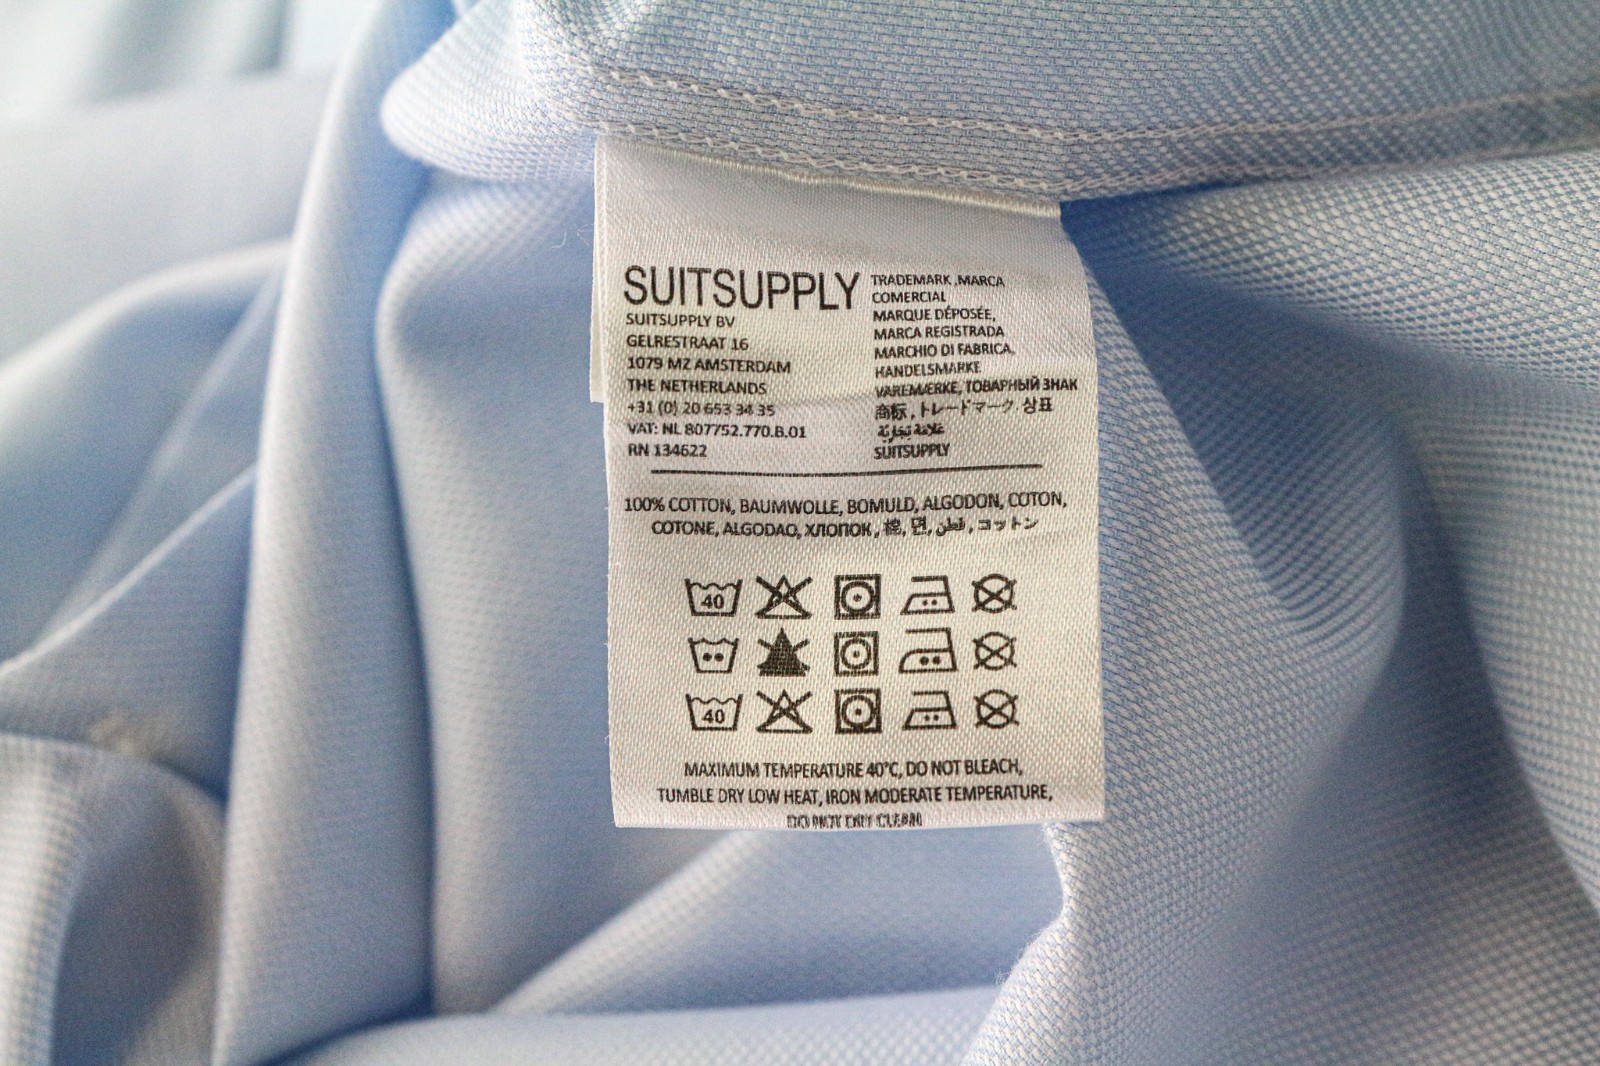 SUITSUPPLY
SUITSUPPLY BV
GELRESTRAAT 16
1079 MZ AMSTERDAM
THE NETHERLANDS
+31 (0) 20 653 34 35
VAT: NL 807752.770.B.01
RN 134622
TRADEMARK ,MARCA
COMERCIAL
MARQUE DÉPOSÉE,
MARCA REGISTRADA
MARCHIO DI FABRICA,
HANDELSMARKE
VAREMÆRKE, ТОВАРНЫЙ ЗНАК
商标 , トレードマーク 상표
علامة تجارية
SUITSUPPLY
100% COTTON, BAUMWOLLE, BOMULD, ALGODON, COTON,
COTONE, ALGODAO, ХЛОПОК , 棉, 면, قطن, コットン
40
40
MAXIMUM TEMPERATURE 40°C, DO NOT BLEACH,
TUMBLE DRY LOW HEAT, IRON MODERATE TEMPERATURE,
DO NOT DRY CLEAN